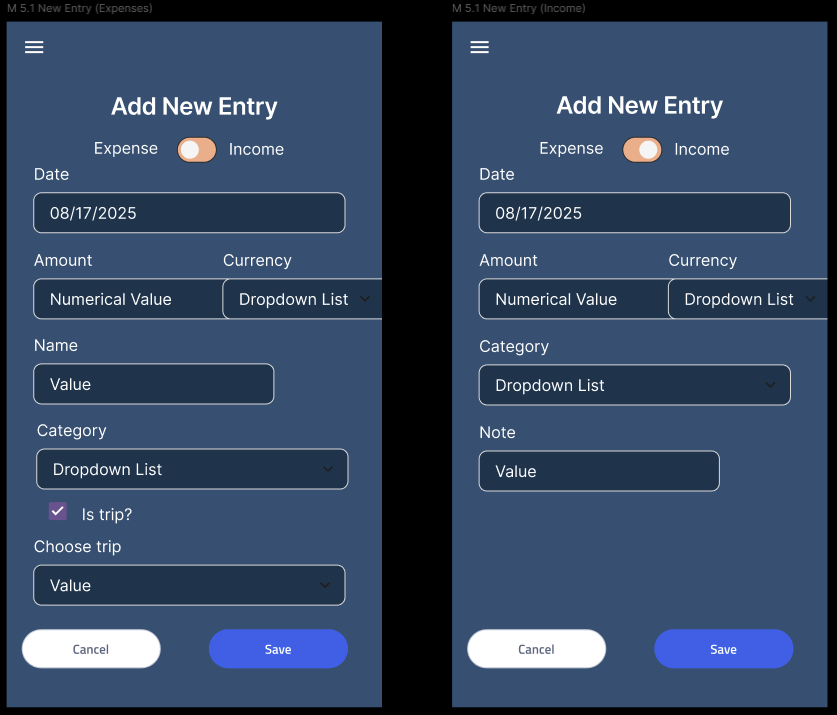 M 5.1 New Entry (Expenses)
Add New Entry
Expense Income
Date
08/17/2025
Amount Currency
Numerical Value Dropdown List
Name
Value
Category
Dropdown List
Is trip?
Choose trip
Value
Cancel Save
M 5.1 New Entry (Income)
Add New Entry
Expense Income
Date
08/17/2025
Amount Currency
Numerical Value Dropdown List
Category
Dropdown List
Note
Value
Cancel Save